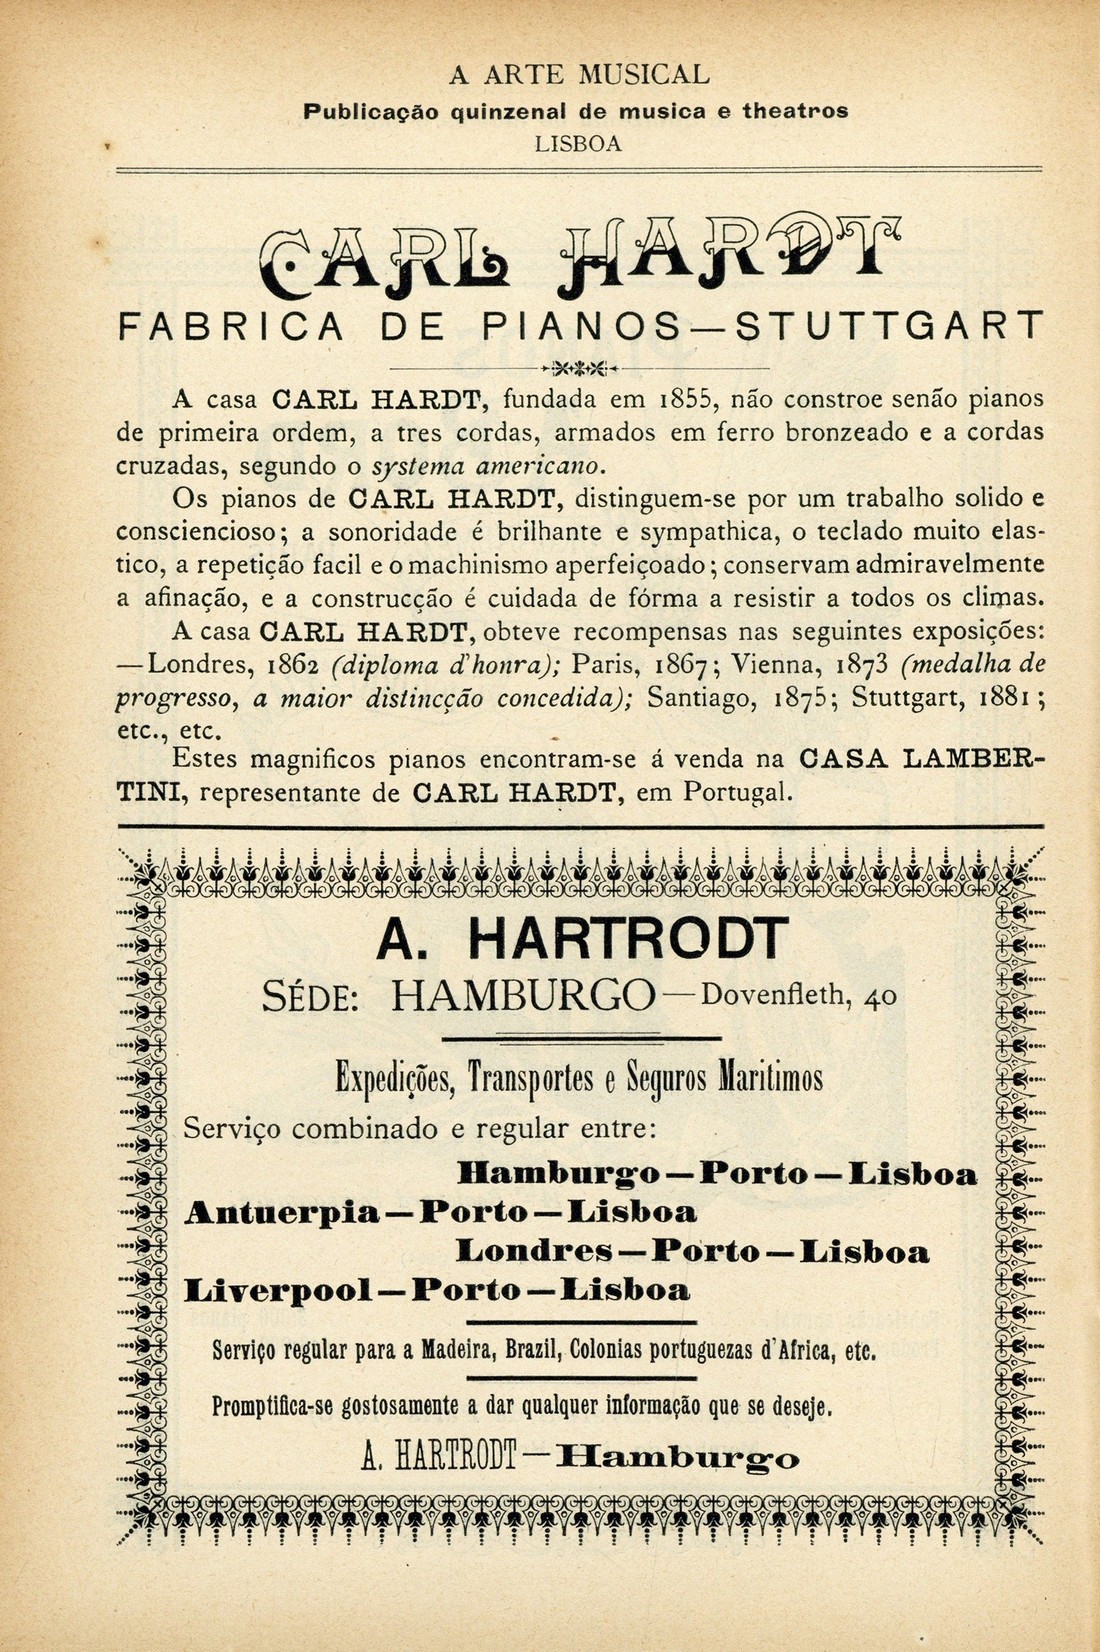 A ARTE MUSICAL
Publicação quinzenal de musica e theatros
LISBOA
CARL HARDT
FABRICA DE PIANOS—STUTTGART
A casa CARL HARDT, fundada em 1855, não constroe senão pianos
de primeira ordem, a tres cordas, armados em ferro bronzeado e a cordas
cruzadas, segundo o systema americano.
Os pianos de CARL HARDT, distinguem-se por um trabalho solido e
consciencioso; a sonoridade é brilhante e sympathica, o teclado muito elas-
tico, a repetição facil e o machinismo aperfeiçoado; conservam admiravelmente
a afinação, e a construcção é cuidada de fórma a resistir a todos os climas.
A casa CARL HARDT, obteve recompensas nas seguintes exposições:
—Londres, 1862 (diploma d'honra); Paris, 1867; Vienna, 1873 (medalha de
progresso, a maior distincção concedida); Santiago, 1875; Stuttgart, 1881;
etc., etc.
Estes magnificos pianos encontram-se á venda na CASA LAMBER-
TINI, representante de CARL HARDT, em Portugal.
A. HARTRODT
SÉDE: HAMBURGO—Dovenfleth, 40
Expedições, Transportes e Seguros Maritimos
Serviço combinado e regular entre:
Hamburgo—Porto—Lisboa
Antuerpia—Porto—Lisboa
Londres—Porto—Lisboa
Liverpool—Porto—Lisboa
Serviço regular para a Madeira, Brazil, Colonias portuguezas d'Africa, etc.
Promptifica-se gostosamente a dar qualquer informação que se deseje.
A. HARTRODT—Hamburgo